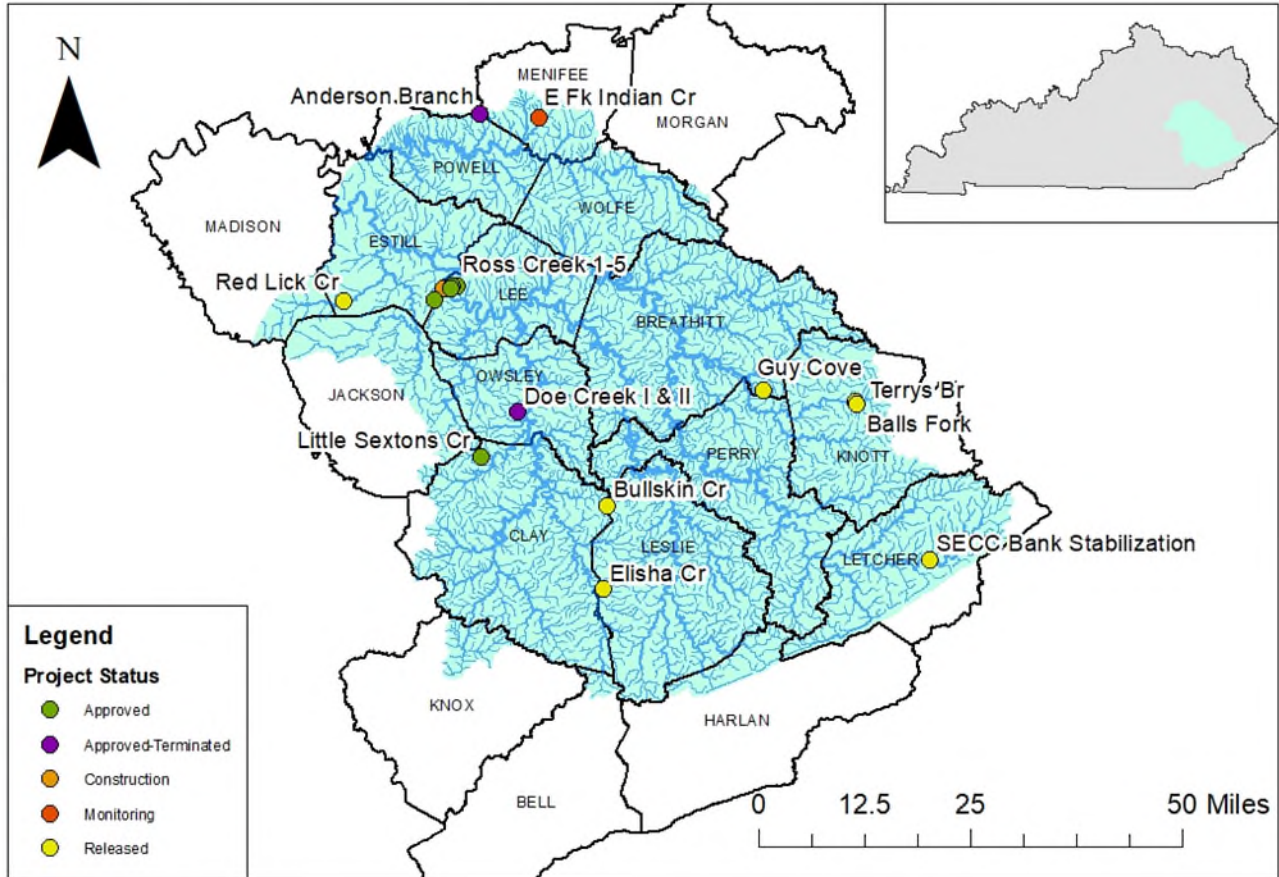 N
MENIFEE
Anderson Branch
E Fk Indian Cr
MORGAN
POWELL
WOLFE
MADISON
ESTILL
Ross Creek 1-5
Red Lick Cr
LEE
BREATHITT
Guy Cove
OWSLEY
JACKSON
Terrys Br
Doe Creek I & II
Balls Fork
Little Sextons Cr
PERRY
KNOTT
Bullskin Cr
CLAY
LESLIE
SECC Bank Stabilization
LETCHER
Elisha Cr
KNOX
HARLAN
BELL
0 12.5 25 50 Miles
Legend
Project Status
Approved
Approved-Terminated
Construction
Monitoring
Released